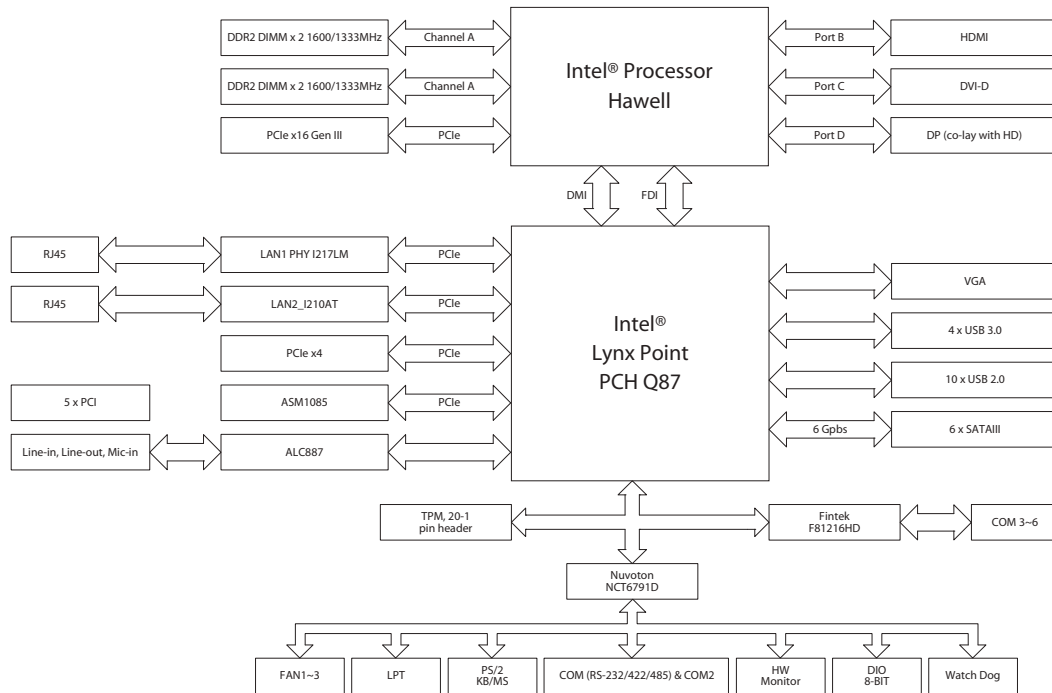 DDR2 DIMM x 2 1600/1333MHz
Channel A
Intel® Processor
Hawell
Port B
HDMI
DDR2 DIMM x 2 1600/1333MHz
Channel A
Port C
DVI-D
PCIe x16 Gen III
PCIe
Port D
DP (co-lay with HD)
DMI
FDI
RJ45
LAN1 PHY I217LM
PCIe
RJ45
LAN2_I210AT
PCIe
PCIe x4
PCIe
5 x PCI
ASM1085
PCIe
Line-in, Line-out, Mic-in
ALC887
Intel®
Lynx Point
PCH Q87
VGA
4 x USB 3.0
10 x USB 2.0
6 Gpbs
6 x SATAIII
TPM, 20-1
pin header
Fintek
F81216HD
COM 3~6
Nuvoton
NCT6791D
FAN1~3
LPT
PS/2
KB/MS
COM (RS-232/422/485) & COM2
HW
Monitor
DIO
8-BIT
Watch Dog